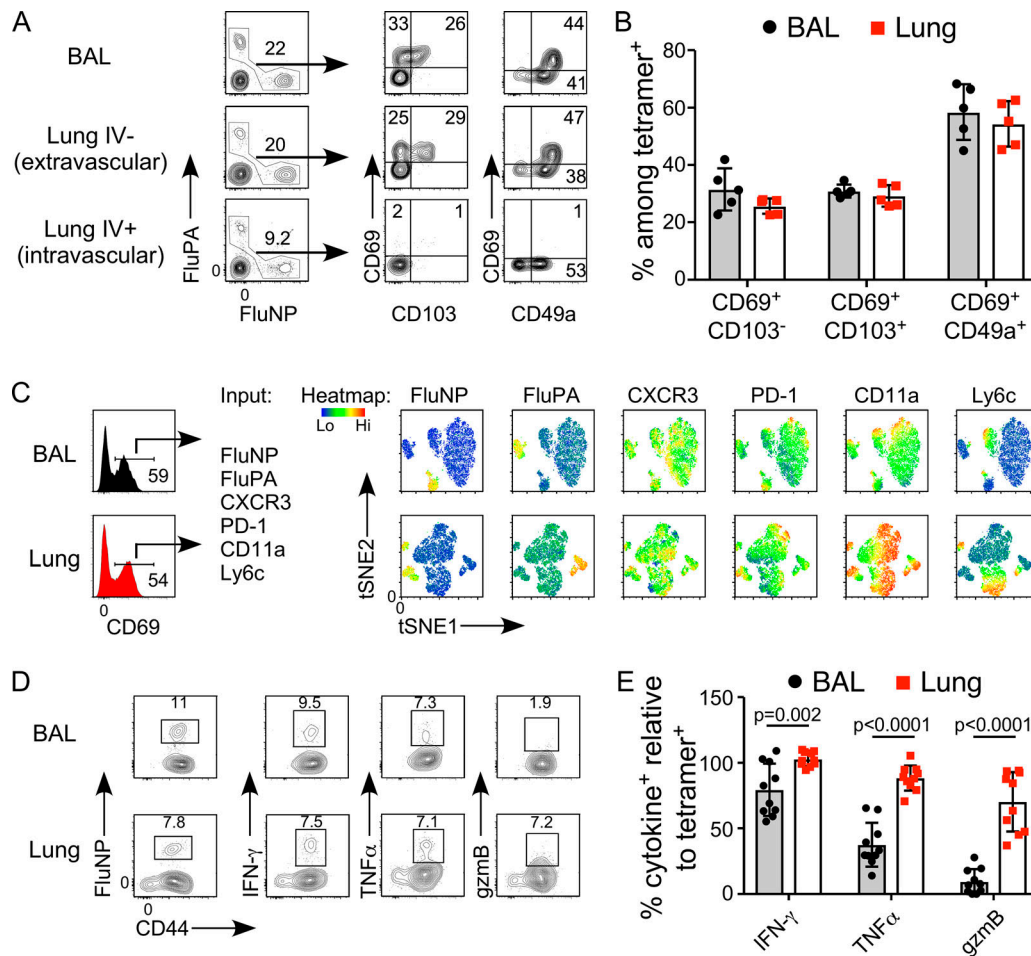 A
BAL
22
33 26
44
41
Lung IV-
(extravascular)
20
25 29
47
38
Lung IV+
(intravascular)
9.2
2 1
1
53
FluPA
CD69
CD69
0
0
FluNP
CD103
CD49a
B
BAL Lung
% among tetramer+
80
60
40
20
0
CD69+
CD103-
CD69+
CD103+
CD69+
CD49a+
C
Input:
Heatmap:
Lo Hi
FluNP
FluPA
CXCR3
PD-1
CD11a
Ly6c
BAL
59
FluNP
FluPA
CXCR3
PD-1
CD11a
Ly6c
Lung
54
0
CD69
tSNE2
0
0
tSNE1
D
BAL
11
9.5
7.3
1.9
Lung
7.8
7.5
7.1
7.2
FluNP
IFN-γ
TNFα
gzmB
0
0
CD44
E
BAL Lung
% cytokine+ relative
to tetramer+
150
100
50
0
p=0.002
p<0.0001
p<0.0001
IFN-γ
TNFα
gzmB